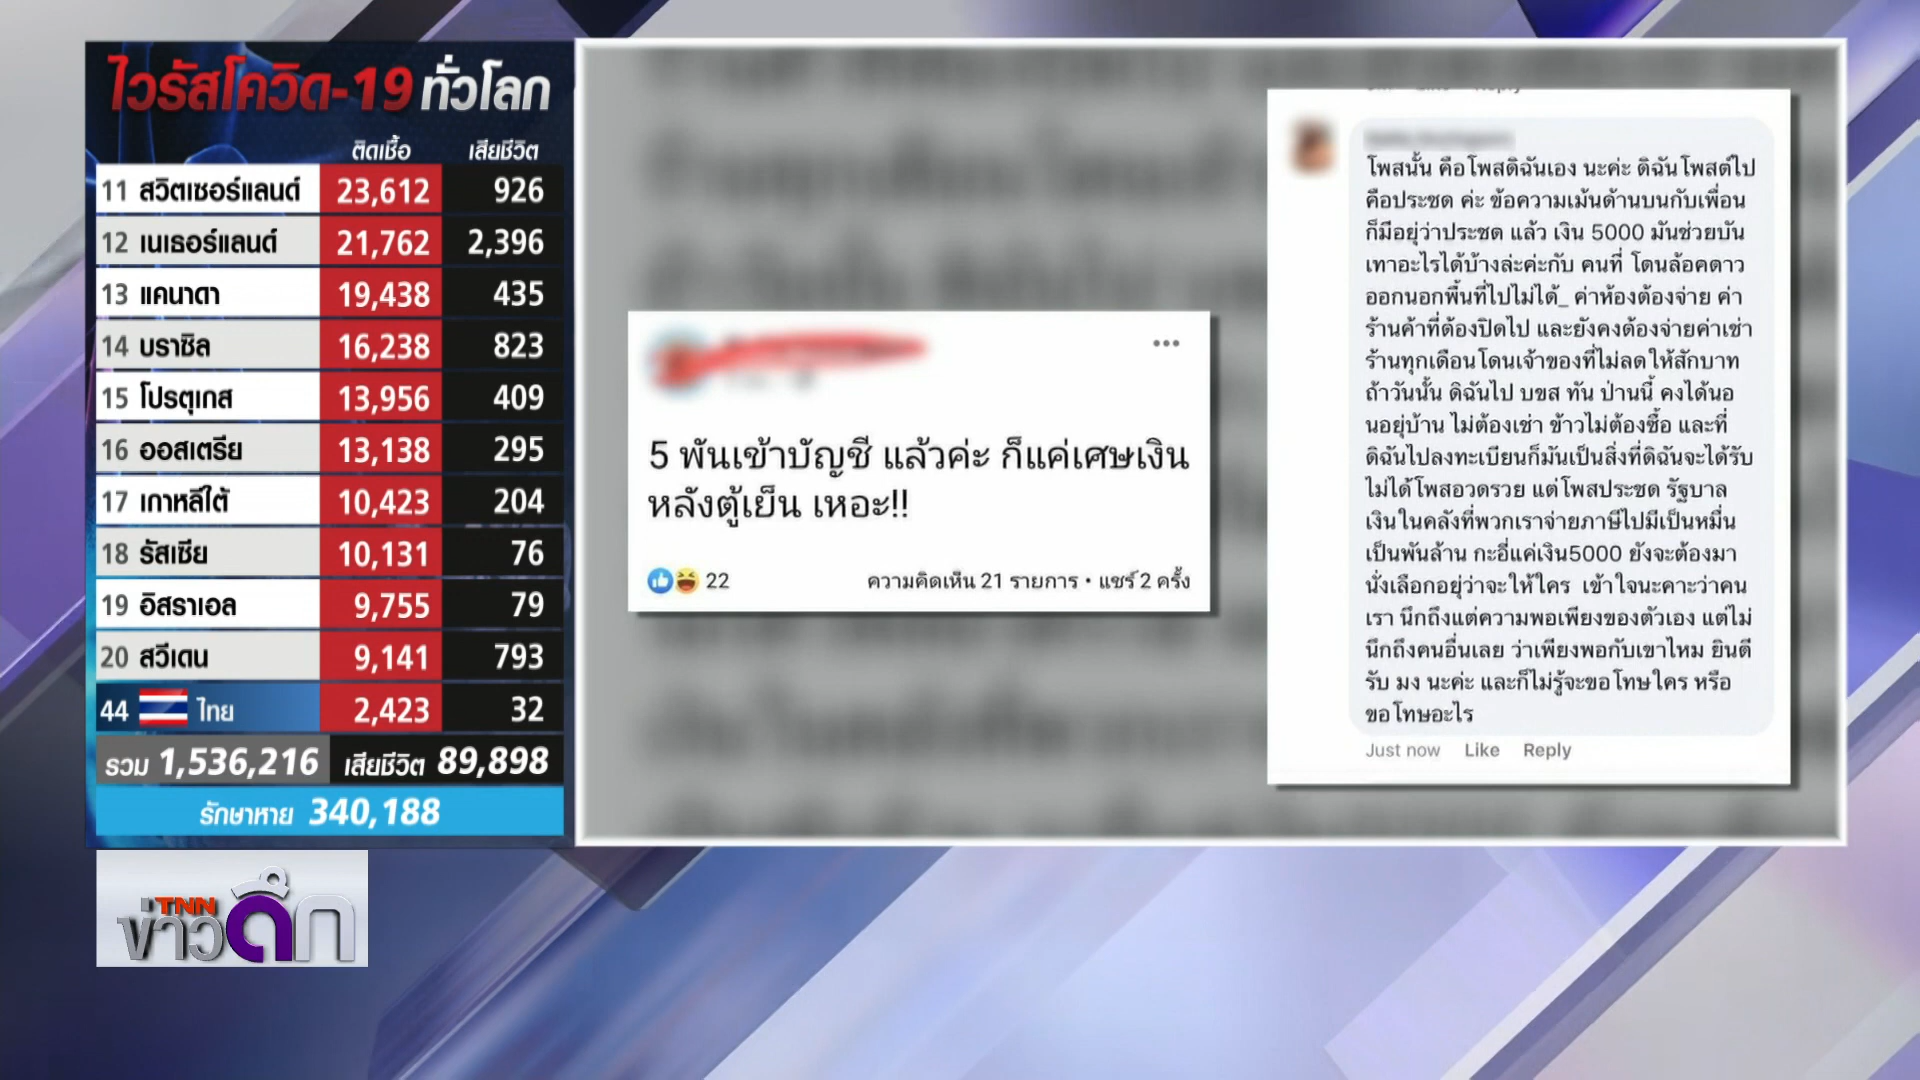 ไวรัสโควิด-19 ทั่วโลก
ติดเชื้อ เสียชีวิต
11 สวิตเซอร์แลนด์ 23,612 926
12 เนเธอร์แลนด์ 21,762 2,396
13 แคนาดา 19,438 435
14 บราซิล 16,238 823
15 โปรตุเกส 13,956 409
16 ออสเตรีย 13,138 295
17 เกาหลีใต้ 10,423 204
18 รัสเซีย 10,131 76
19 อิสราเอล 9,755 79
20 สวีเดน 9,141 793
44 ไทย 2,423 32
รวม 1,536,216 เสียชีวิต 89,898
รักษาหาย 340,188
TNN
ข่าวดึก
5 พันเข้าบัญชี แล้วค่ะ ก็แค่เศษเงิน
หลังตู้เย็น เหอะ!!
22 ความคิดเห็น 21 รายการ • แชร์ 2 ครั้ง
โพสนั้น คือโพสดิฉันเอง นะค่ะ ดิฉันโพสต์ไป
คือประชด ค่ะ ข้อความเม้นด้านบนกับเพื่อน
ก็มีอยู่ว่าประชด แล้ว เงิน 5000 มันช่วยบัน
เทาอะไรได้บ้างล่ะค่ะกับ คนที่ โดนล้อคดาว
ออกนอกพื้นที่ไปไม่ได้_ ค่าห้องต้องจ่าย ค่า
ร้านค้าที่ต้องปิดไป และยังคงต้องจ่ายค่าเช่า
ร้านทุกเดือนโดนเจ้าของที่ไม่ลดให้สักบาท
ถ้าวันนั้น ดิฉันไป บขส ทัน ป่านนี้ คงได้นอ
นอยู่บ้าน ไม่ต้องเช่า ข้าวไม่ต้องซื้อ และที่
ดิฉันไปลงทะเบียนก็มันเป็นสิ่งที่ดิฉันจะได้รับ
ไม่ได้โพสอวดรวย แต่โพสประชด รัฐบาล
เงินในคลังที่พวกเราจ่ายภาษีไปมีเป็นหมื่น
เป็นพันล้าน กะอี่แค่เงิน5000 ยังจะต้องมา
นั่งเลือกอยู่ว่าจะให้ใคร เข้าใจนะคาะว่าคน
เรา นึกถึงแต่ความพอเพียงของตัวเอง แต่ไม่
นึกถึงคนอื่นเลย ว่าเพียงพอกับเขาไหม ยินดี
รับ มง นะค่ะ และก็ไม่รู้จะขอโทษใคร หรือ
ขอโทษอะไร
Just now Like Reply